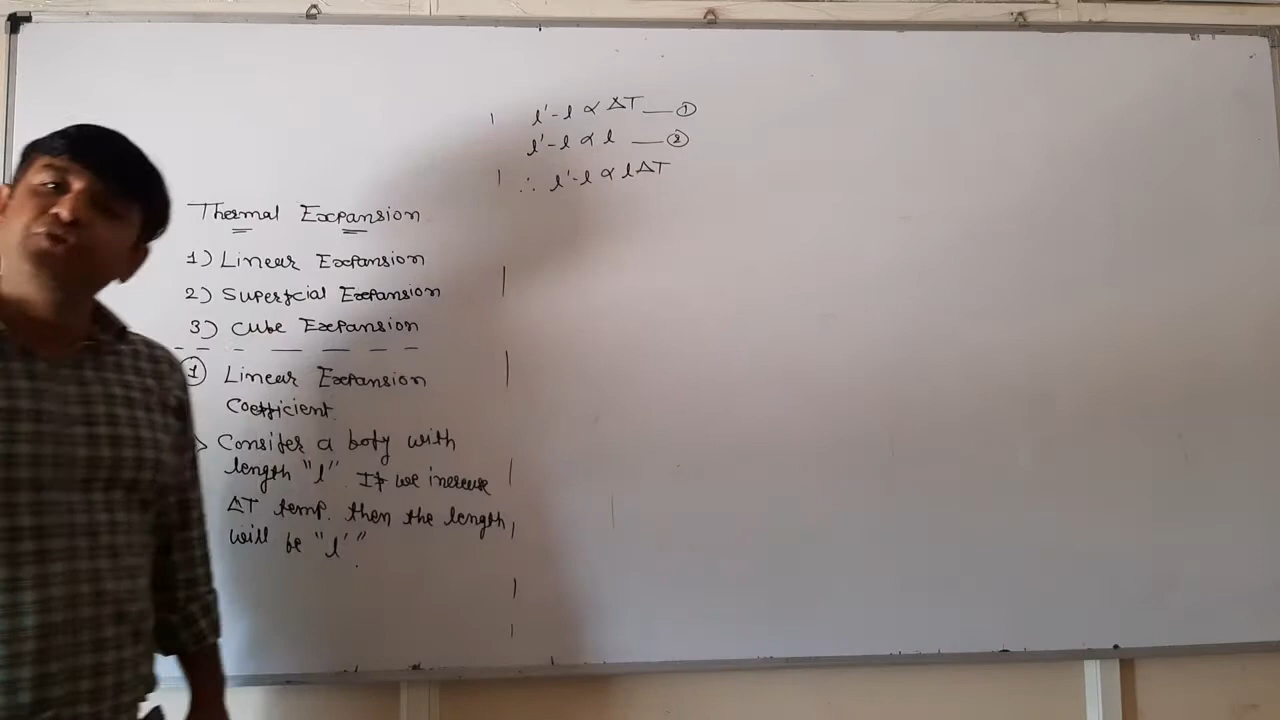 Thermal Expansion
1) Linear Expansion
2) Superficial Expansion
3) Cube Expansion
① Linear Expansion
Coefficient.
> Consider a body with
length "l". If we increase
ΔT temp. then the length
will be "l'".
l'-l ∝ ΔT — ①
l'-l ∝ l — ②
∴ l'-l ∝ lΔT